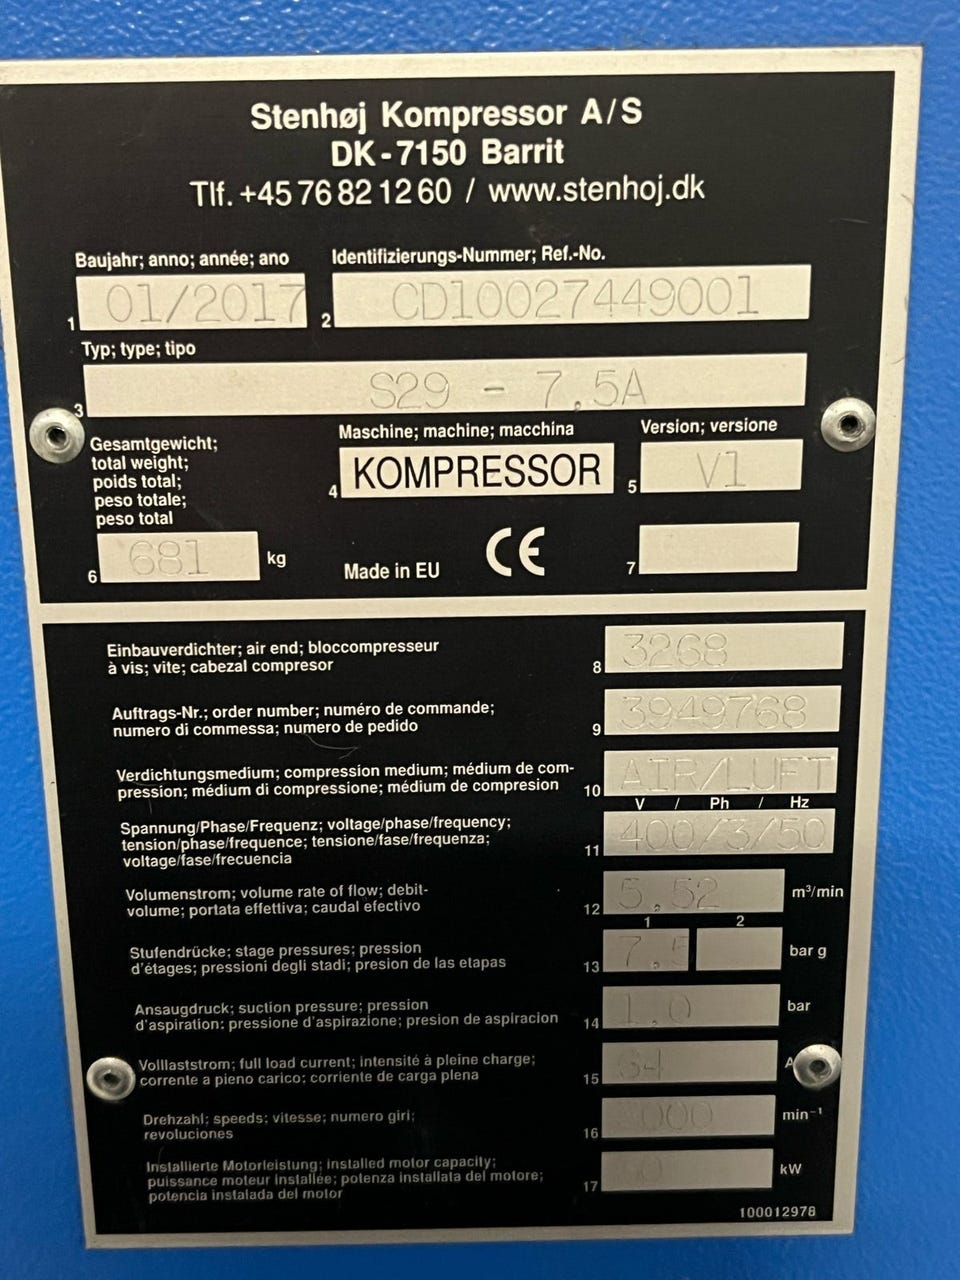 Stenhøj Kompressor A/S
DK-7150 Barrit
Tlf. +45 76 82 12 60 / www.stenhoj.dk
Baujahr; anno; année; ano
Identifizierungs-Nummer; Ref.-No.
1 01/2017
2 CD10027449001
Typ; type; tipo
3 S29 - 7,5A
Gesamtgewicht;
total weight;
poids total;
peso totale;
peso total
Maschine; machine; macchina
4 KOMPRESSOR
Version; versione
5 V1
6 681 kg
Made in EU
CE
7
Einbauverdichter; air end; bloccompresseur
à vis; vite; cabezal compresor
8 3268
Auftrags-Nr.; order number; numéro de commande;
numero di commessa; numero de pedido
9 3949768
Verdichtungsmedium; compression medium; médium de com-
pression; médium di compressione; médium de compresion
10 AIR/LUFT
V / Ph / Hz
Spannung/Phase/Frequenz; voltage/phase/frequency;
tension/phase/frequence; tensione/fase/frequenza;
voltage/fase/frecuencia
11 400/3/50
Volumenstrom; volume rate of flow; debit-
volume; portata effettiva; caudal efectivo
12 5,52 m³/min
1 2
Stufendrücke; stage pressures; pression
d'étages; pressioni degli stadi; presion de las etapas
13 7.5 bar g
Ansaugdruck; suction pressure; pression
d'aspiration: pressione d'aspirazione; presion de aspiracion
14 1,0 bar
Volllaststrom; full load current; intensité à pleine charge;
corrente a pieno carico; corriente de carga plena
15 64 A
Drehzahl; speeds; vitesse; numero giri;
revoluciones
16 min⁻¹
Installierte Motorleistung; installed motor capacity;
puissance moteur installée; potenza installata del motore;
potencia instalada del motor
17 kW
100012978